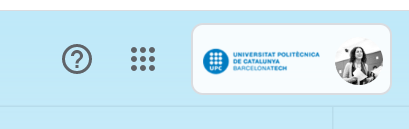 ?
UPC
UNIVERSITAT POLITÈCNICA
DE CATALUNYA
BARCELONATECH